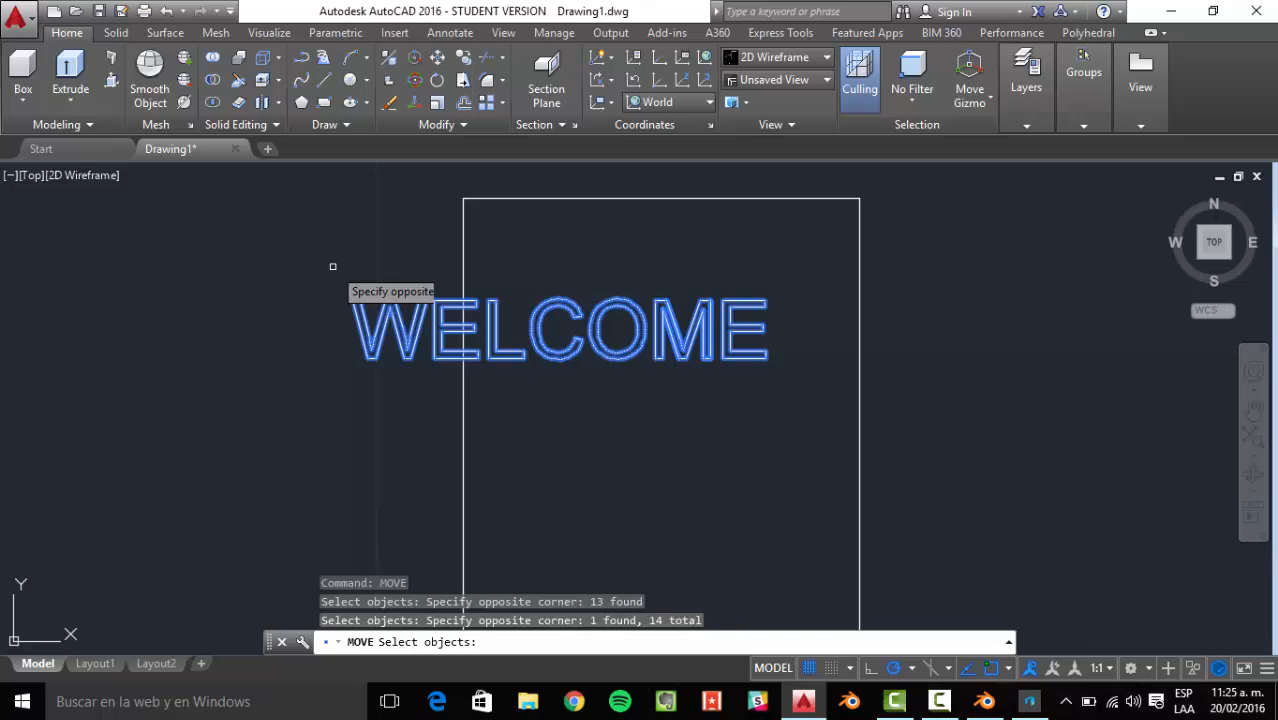 Autodesk AutoCAD 2016 - STUDENT VERSION Drawing1.dwg
Type a keyword or phrase
Sign In
Home Solid Surface Mesh Visualize Parametric Insert Annotate View Manage Output Add-ins A360 Express Tools Featured Apps BIM 360 Performance Polyhedral
Box
Extrude
Smooth
Object
Section
Plane
2D Wireframe
Unsaved View
World
Culling
No Filter
Move
Gizmo
Layers
Groups
View
Modeling Mesh Solid Editing Draw Modify Section Coordinates View Selection
Start Drawing1*
[−][Top][2D Wireframe]
N
W TOP E
S
WCS
Specify opposite
WELCOME
Y
X
Command: MOVE
Select objects: Specify opposite corner: 13 found
Select objects: Specify opposite corner: 1 found, 14 total
MOVE Select objects:
Model Layout1 Layout2
MODEL 1:1
Buscar en la web y en Windows
ESP
LAA
11:25 a. m.
20/02/2016